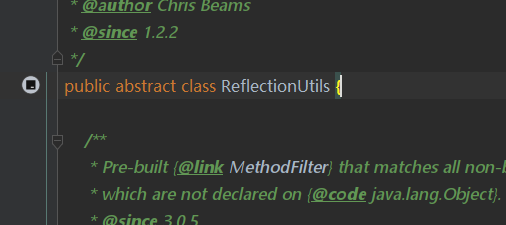 * @author Chris Beams
* @since 1.2.2
*/
public abstract class ReflectionUtils {
/**
* Pre-built {@link MethodFilter} that matches all non-b
* which are not declared on {@code java.lang.Object}.
* @since 3.0.5